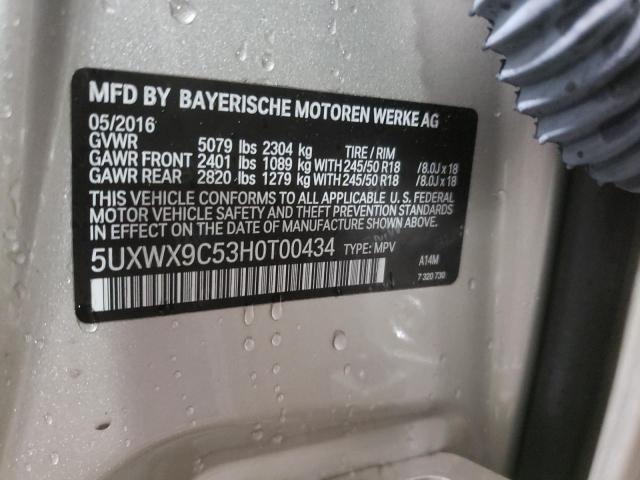 MFD BY BAYERISCHE MOTOREN WERKE AG
05/2016
GVWR 5079 lbs 2304 kg TIRE / RIM
GAWR FRONT 2401 lbs 1089 kg WITH 245/50 R18 /8.0J x 18
GAWR REAR 2820 lbs 1279 kg WITH 245/50 R18 /8.0J x 18
THIS VEHICLE CONFORMS TO ALL APPLICABLE U. S. FEDERAL
MOTOR VEHICLE SAFETY AND THEFT PREVENTION STANDARDS
IN EFFECT ON THE DATE OF MANUFACTURE SHOWN ABOVE.
5UXWX9C53H0T00434 TYPE: MPV A14M
7 320 730